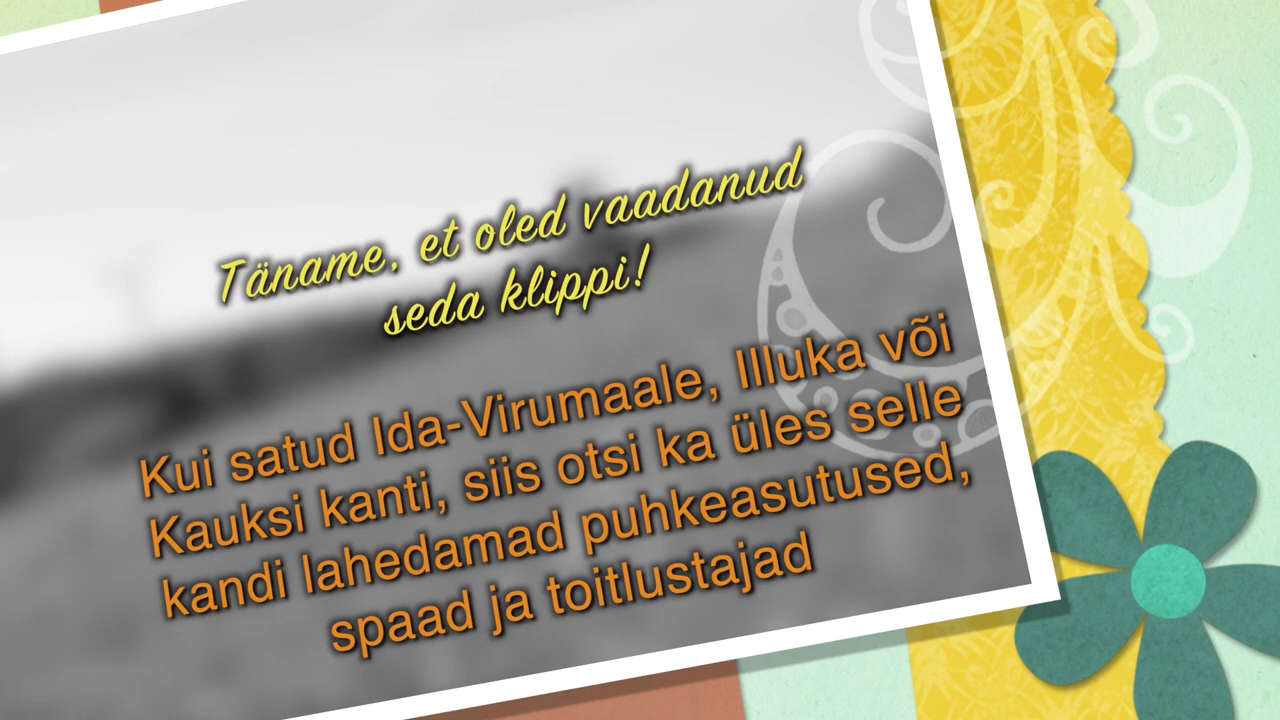 Täname, et oled vaadanud
seda klippi!
Kui satud Ida-Virumaale, Illuka või
Kauksi kanti, siis otsi ka üles selle
kandi lahedamad puhkeasutused,
spaad ja toitlustajad